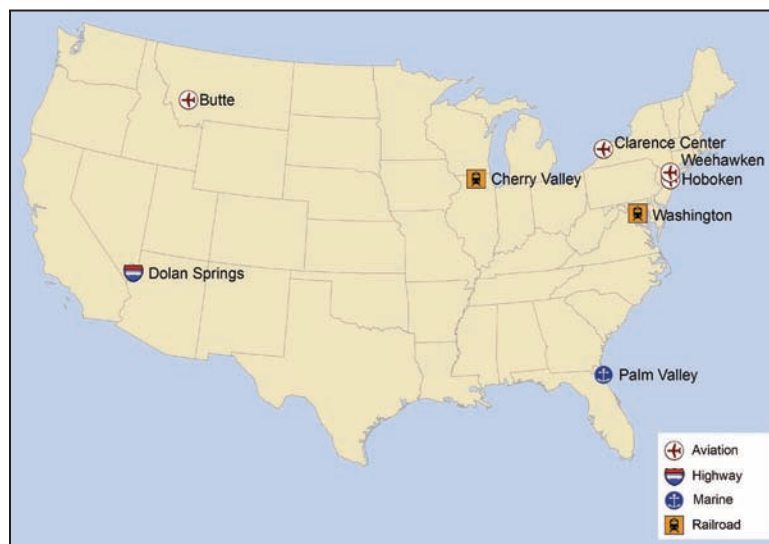 Butte
Clarence Center
Weehawken
Hoboken
Cherry Valley
Washington
Dolan Springs
Palm Valley
Aviation
Highway
Marine
Railroad